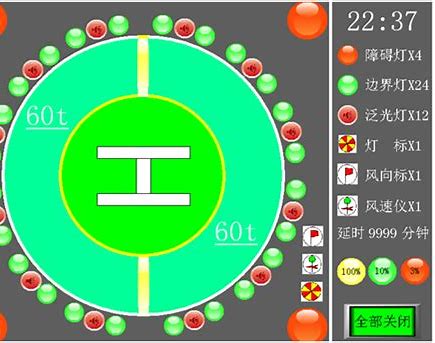 22:37
障碍灯X4
边界灯X24
60t
泛光灯X12
灯 标X1
H
风向标X1
风速仪X1
60t
延时 9999 分钟
100%
10%
3%
全部关闭